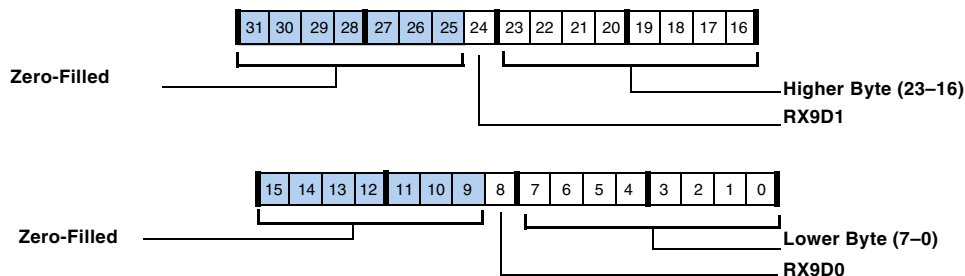 31 30 29 28 27 26 25 24 23 22 21 20 19 18 17 16
Zero-Filled
Higher Byte (23–16)
RX9D1
15 14 13 12 11 10 9 8 7 6 5 4 3 2 1 0
Zero-Filled
Lower Byte (7–0)
RX9D0